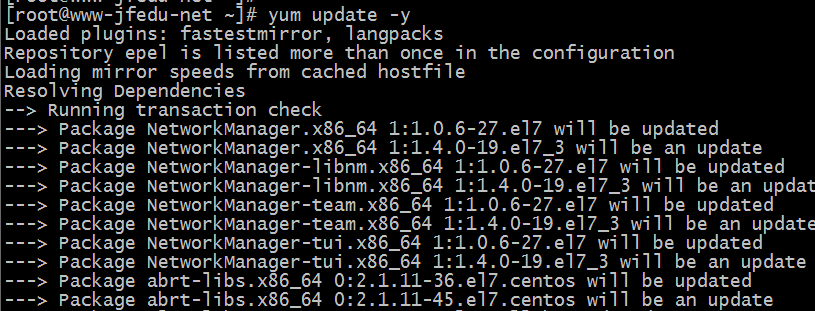 [root@www-jfedu-net ~]#
[root@www-jfedu-net ~]# yum update -y
Loaded plugins: fastestmirror, langpacks
Repository epel is listed more than once in the configuration
Loading mirror speeds from cached hostfile
Resolving Dependencies
--> Running transaction check
---> Package NetworkManager.x86_64 1:1.0.6-27.el7 will be updated
---> Package NetworkManager.x86_64 1:1.4.0-19.el7_3 will be an update
---> Package NetworkManager-libnm.x86_64 1:1.0.6-27.el7 will be updated
---> Package NetworkManager-libnm.x86_64 1:1.4.0-19.el7_3 will be an updat
---> Package NetworkManager-team.x86_64 1:1.0.6-27.el7 will be updated
---> Package NetworkManager-team.x86_64 1:1.4.0-19.el7_3 will be an update
---> Package NetworkManager-tui.x86_64 1:1.0.6-27.el7 will be updated
---> Package NetworkManager-tui.x86_64 1:1.4.0-19.el7_3 will be an update
---> Package abrt-libs.x86_64 0:2.1.11-36.el7.centos will be updated
---> Package abrt-libs.x86_64 0:2.1.11-45.el7.centos will be an update